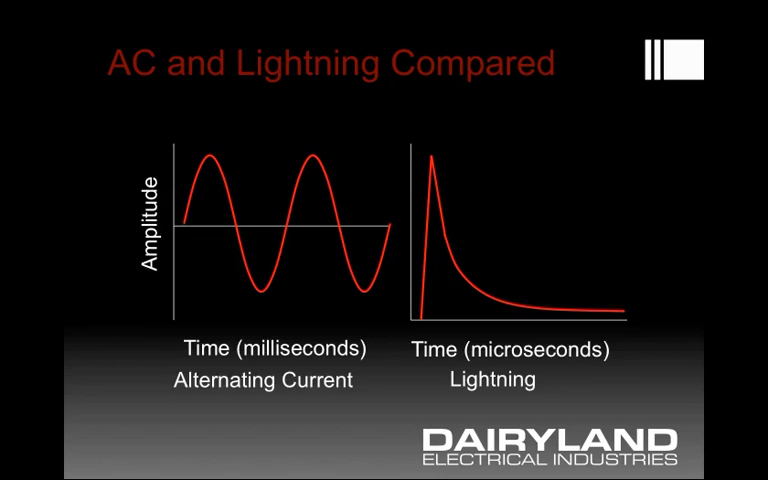 AC and Lightning Compared
Amplitude
Time (milliseconds)
Alternating Current
Time (microseconds)
Lightning
DAIRYLAND
ELECTRICAL INDUSTRIES